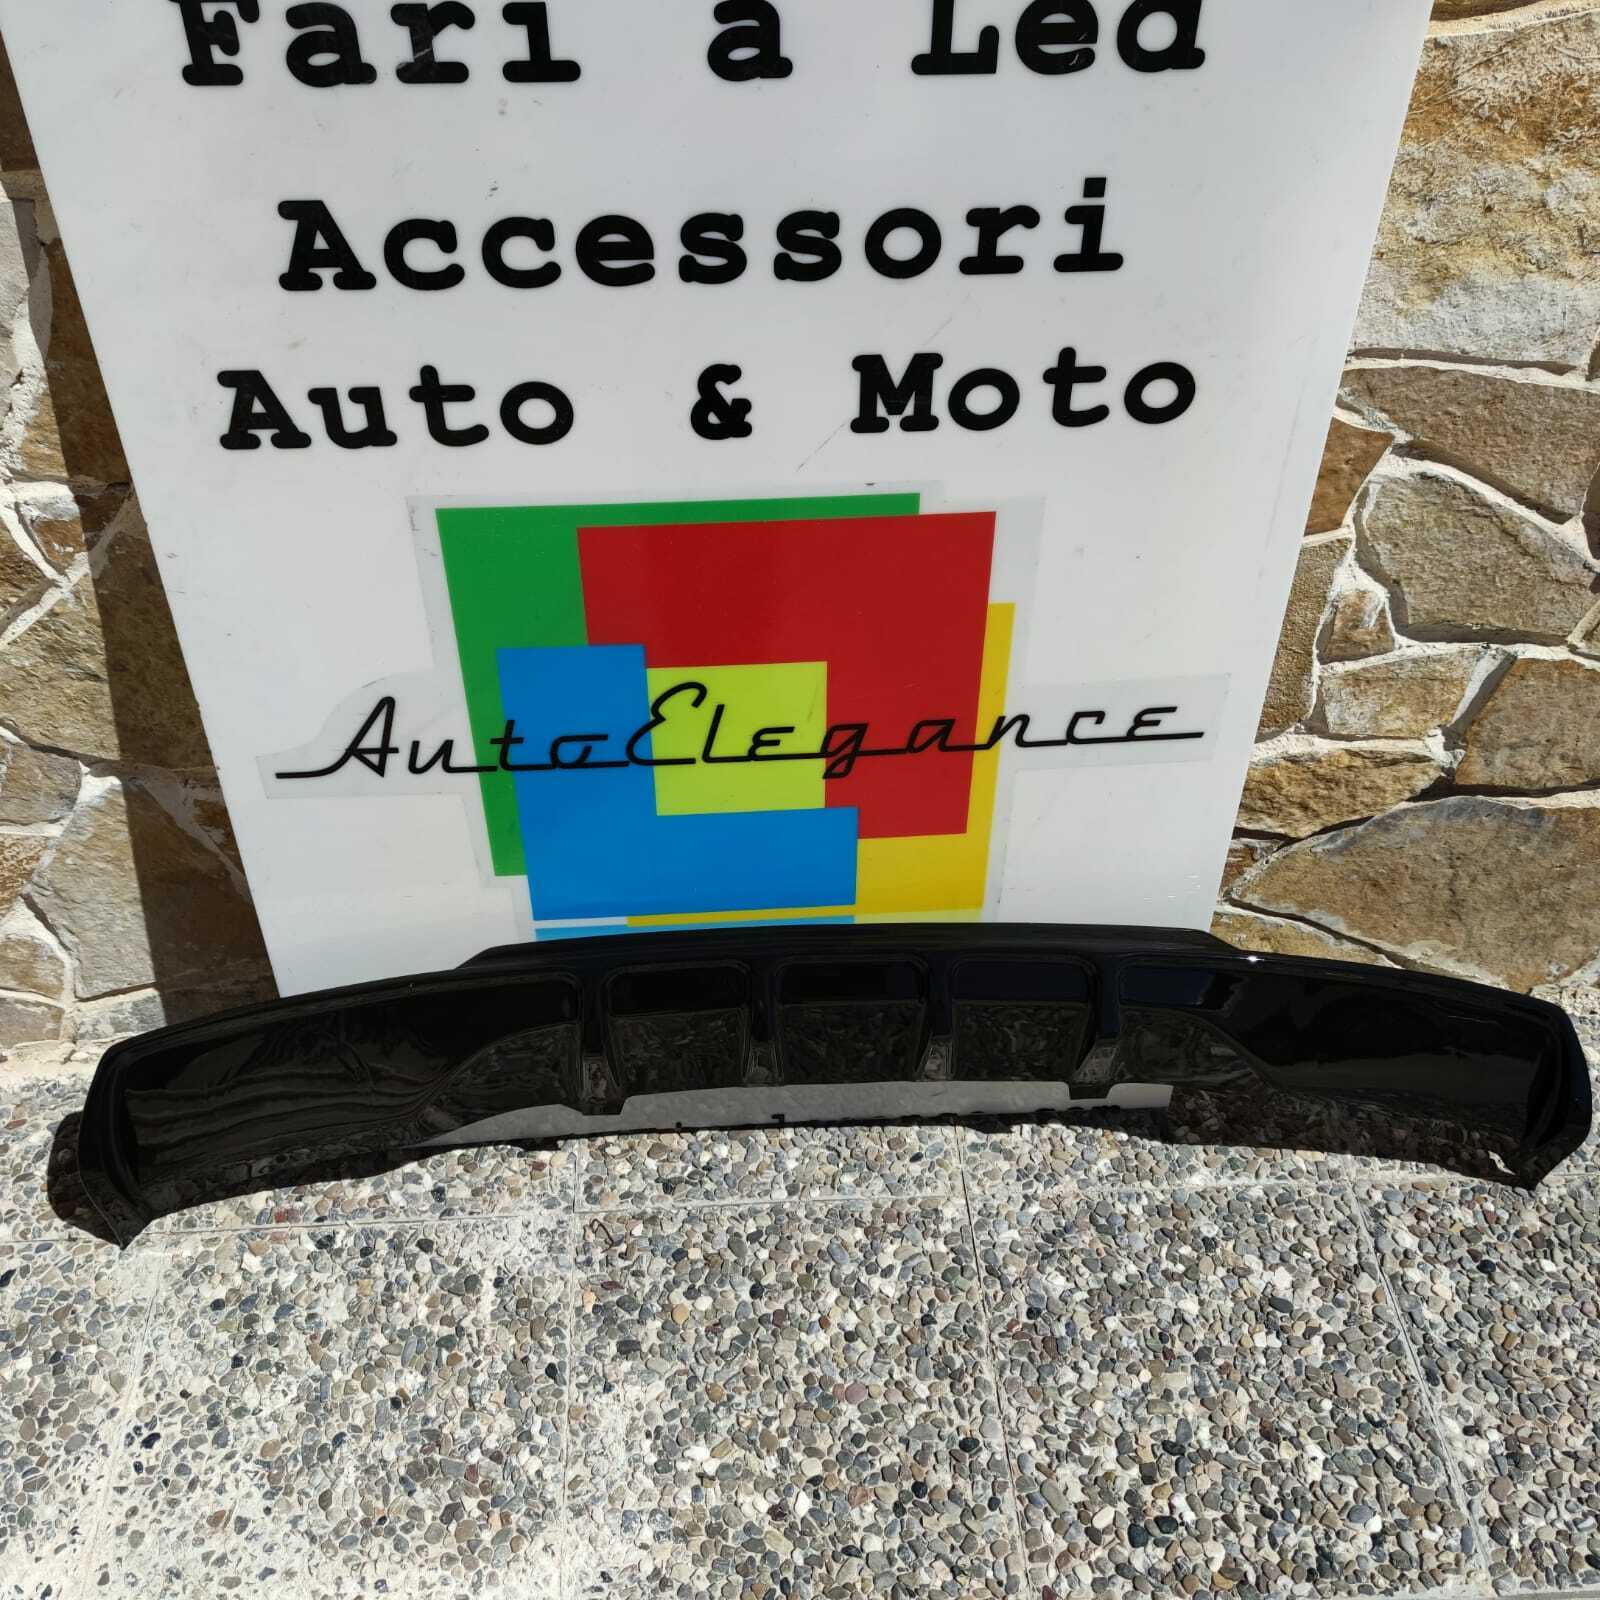 Fari a Led
Accessori
Auto & Moto
AutoElegance